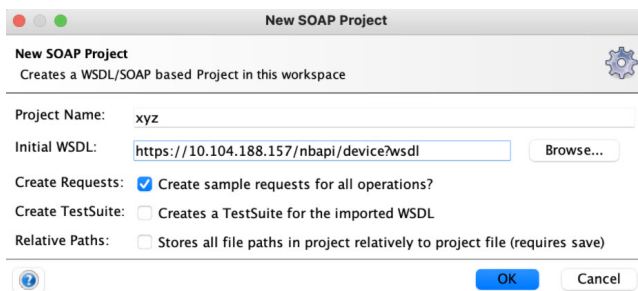 New SOAP Project
New SOAP Project
Creates a WSDL/SOAP based Project in this workspace
Project Name: xyz
Initial WSDL: https://10.104.188.157/nbapi/device?wsdl Browse...
Create Requests: Create sample requests for all operations?
Create TestSuite: Creates a TestSuite for the imported WSDL
Relative Paths: Stores all file paths in project relatively to project file (requires save)
? OK Cancel